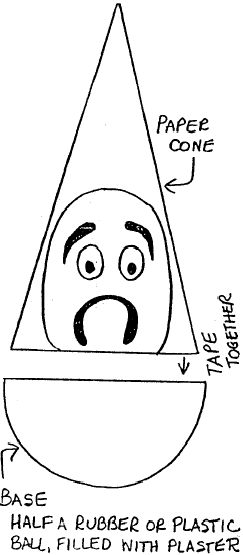 PAPER
CONE
TAPE
TOGETHER
BASE
HALF A RUBBER OR PLASTIC
BALL, FILLED WITH PLASTER